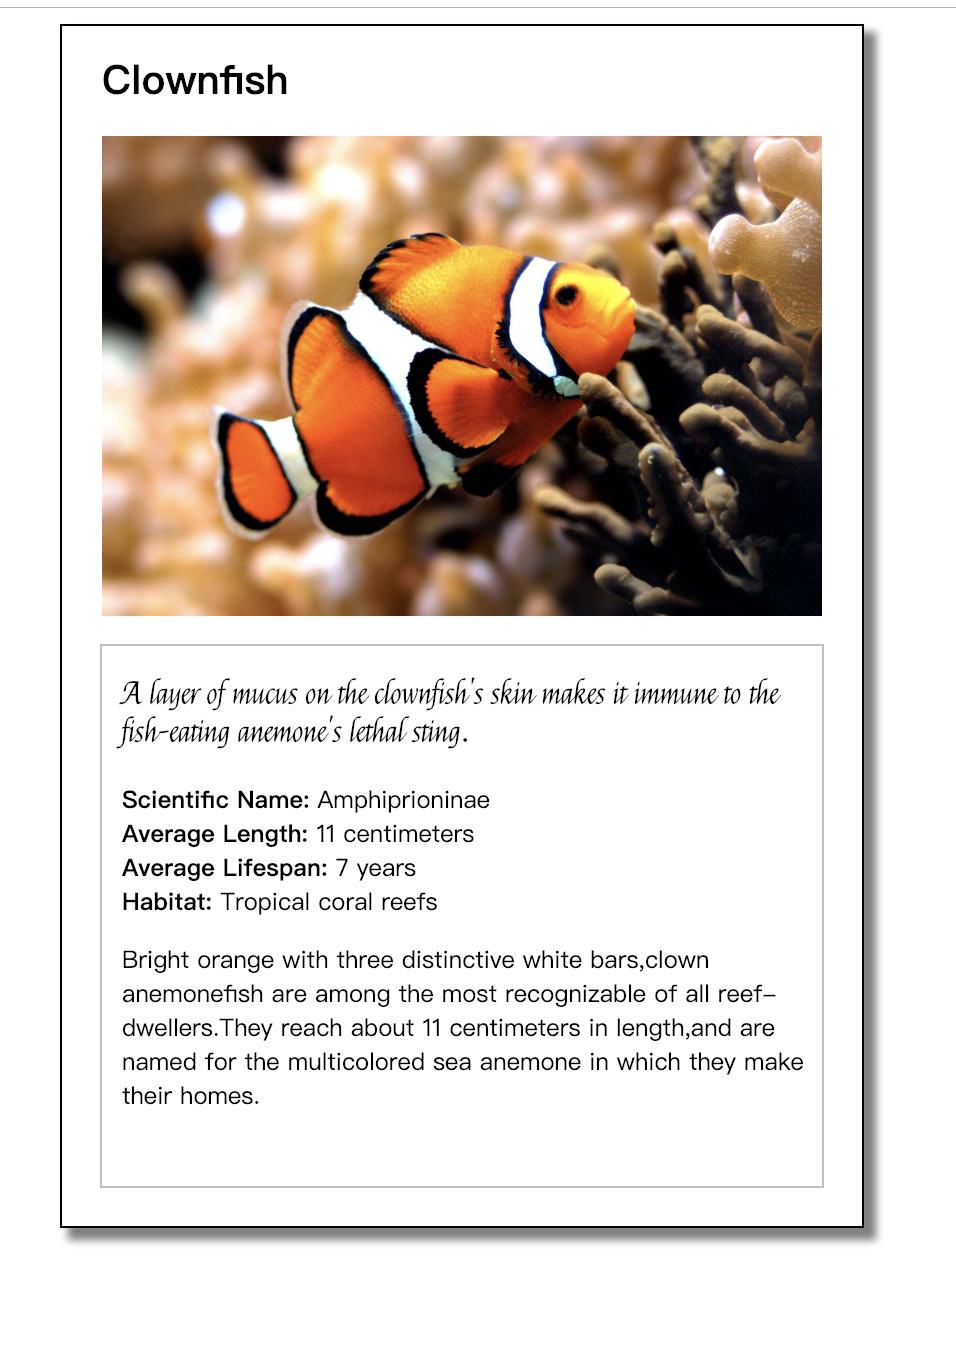 Clownfish
A layer of mucus on the clownfish's skin makes it immune to the
fish-eating anemone's lethal sting.
Scientific Name: Amphiprioninae
Average Length: 11 centimeters
Average Lifespan: 7 years
Habitat: Tropical coral reefs
Bright orange with three distinctive white bars,clown
anemonefish are among the most recognizable of all reef-
dwellers.They reach about 11 centimeters in length,and are
named for the multicolored sea anemone in which they make
their homes.